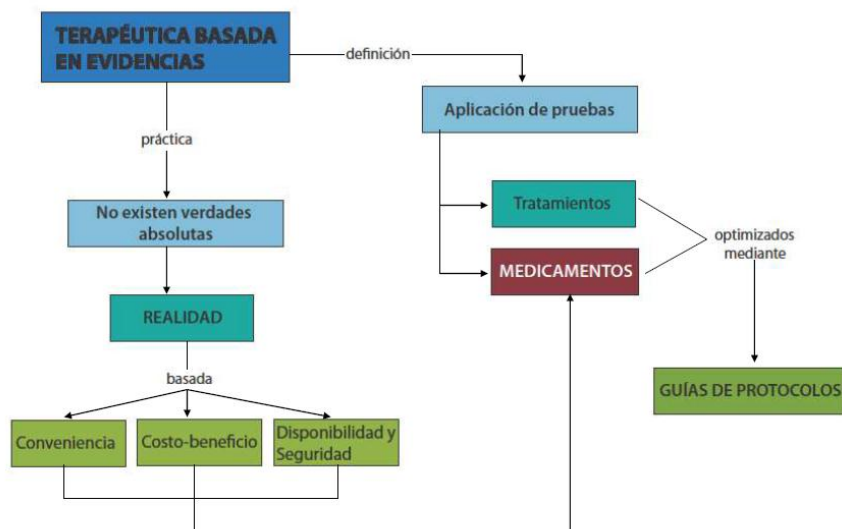 TERAPÉUTICA BASADA
EN EVIDENCIAS
definición
Aplicación de pruebas
práctica
No existen verdades
absolutas
Tratamientos
MEDICAMENTOS
optimizados
mediante
REALIDAD
basada
GUÍAS DE PROTOCOLOS
Conveniencia
Costo-beneficio
Disponibilidad y
Seguridad